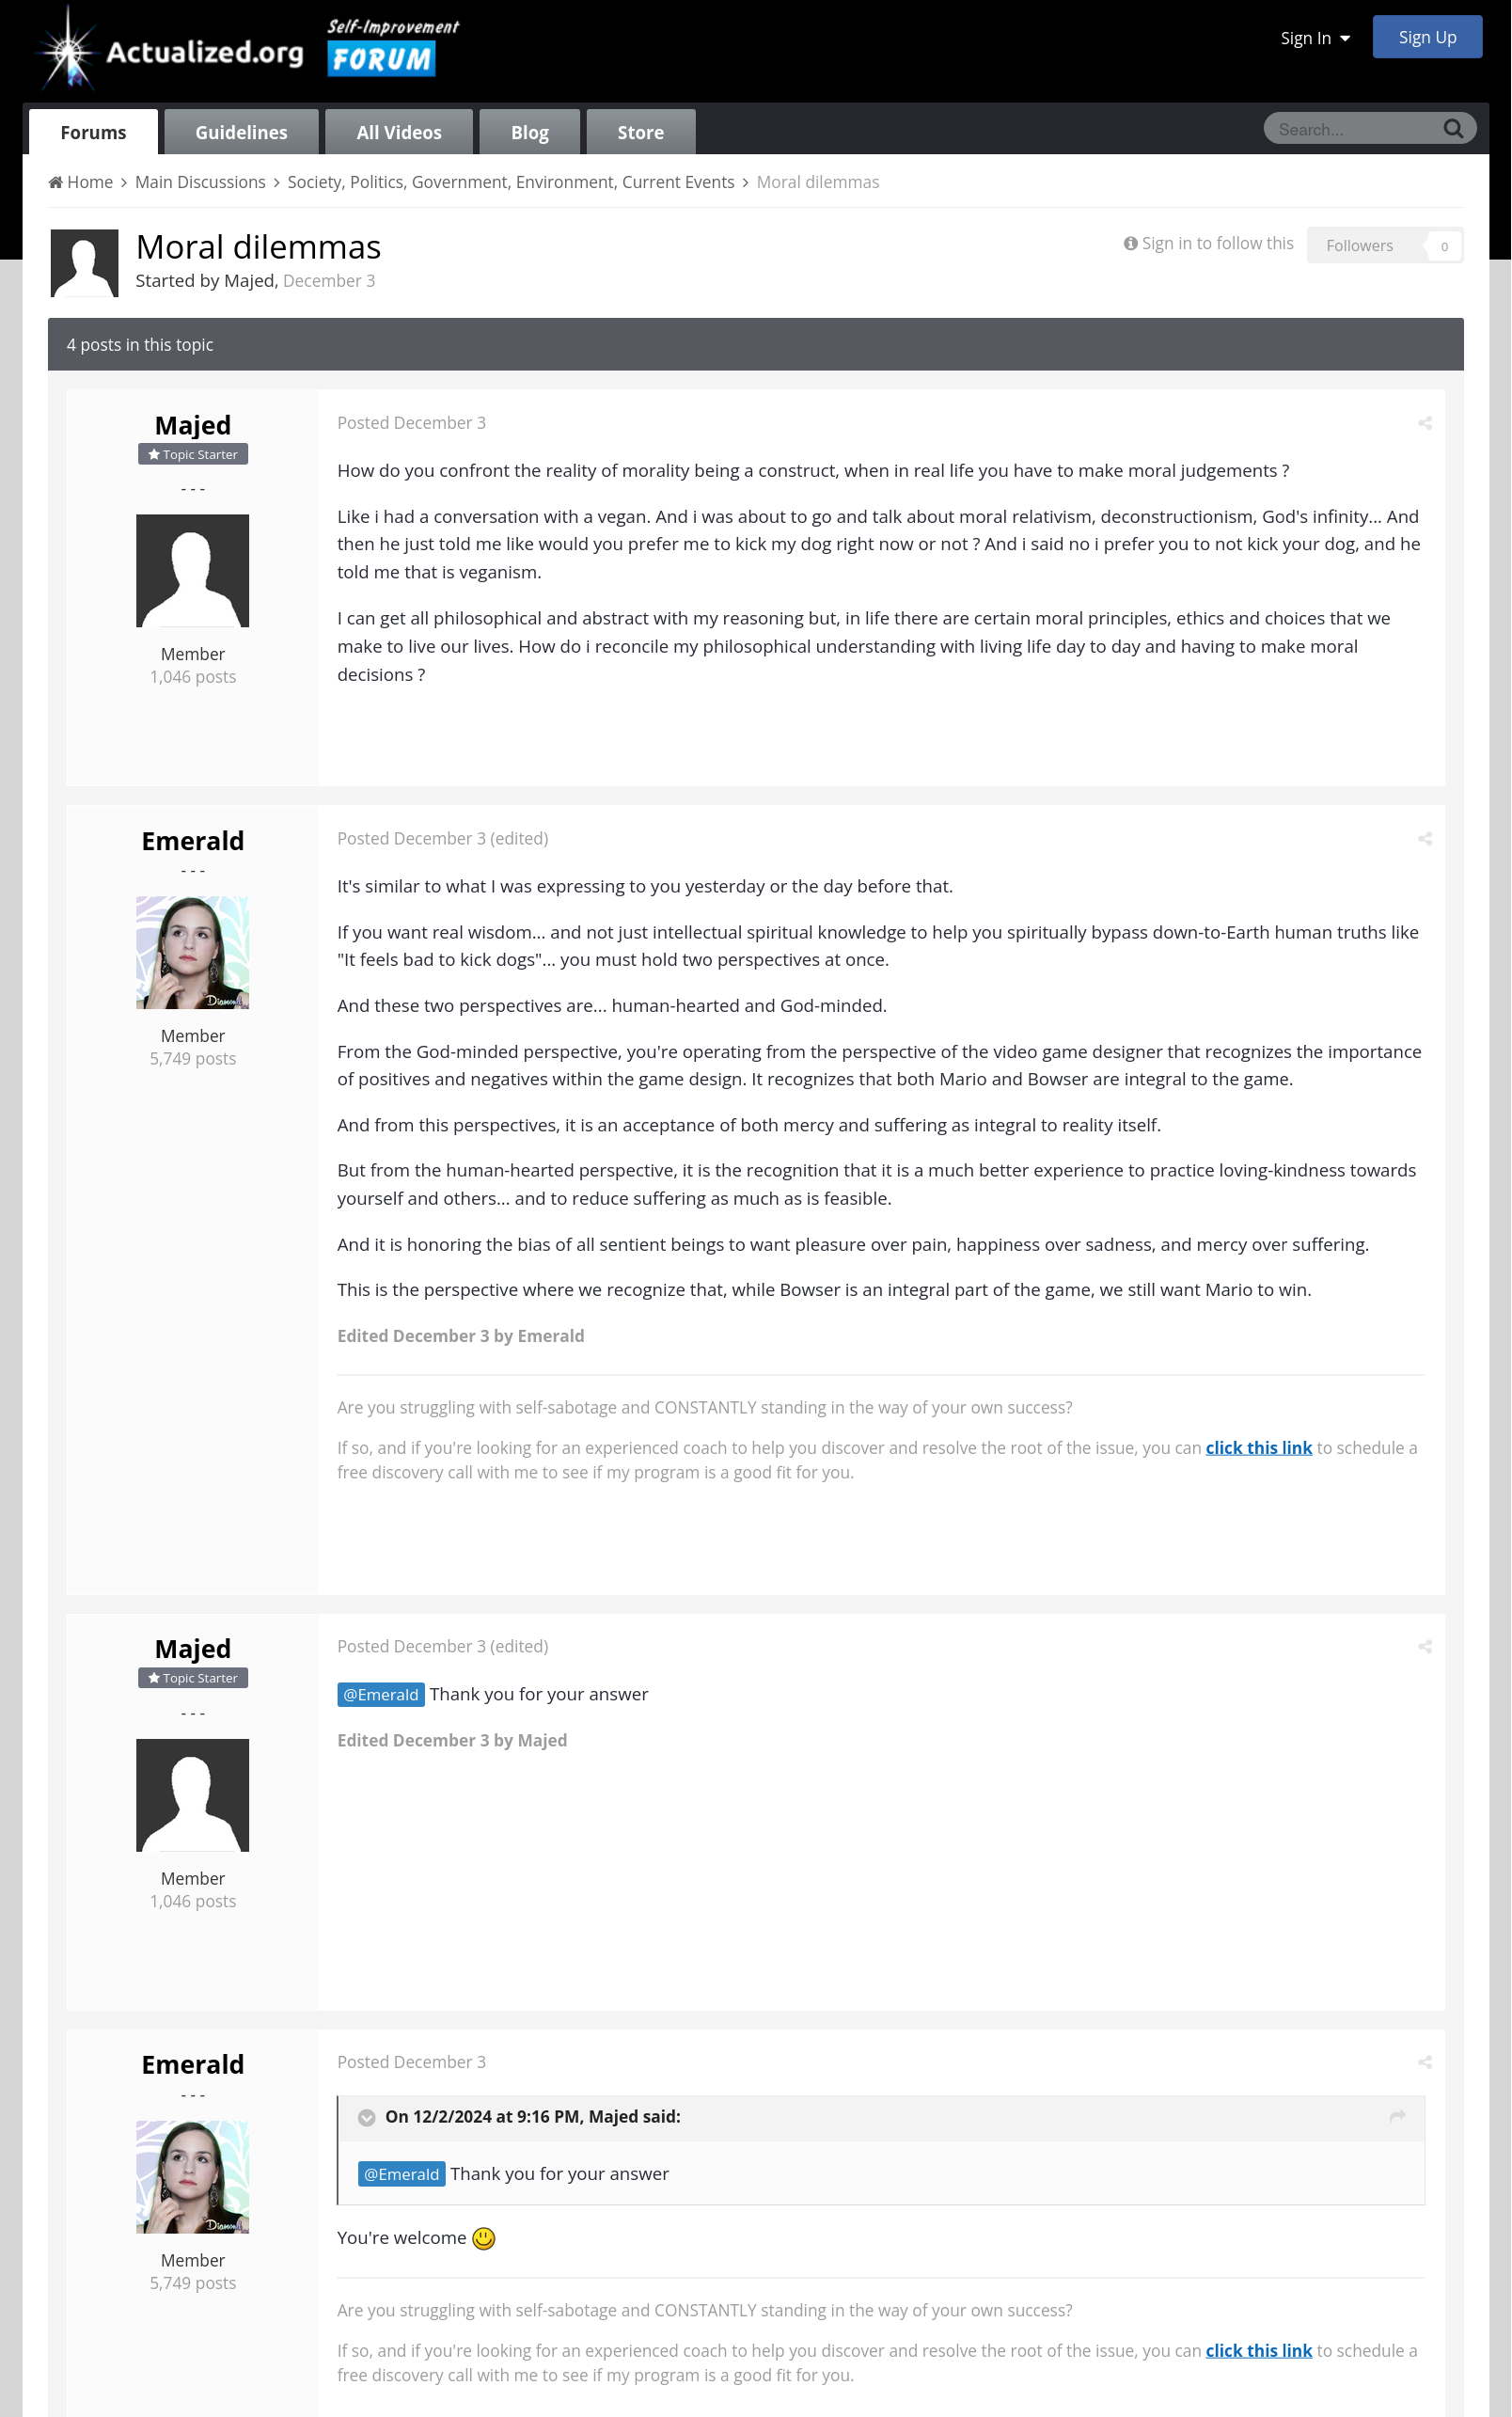 Actualized.org
Self-Improvement
FORUM
Sign In
Sign Up
Forums
Guidelines
All Videos
Blog
Store
Search...
Home > Main Discussions > Society, Politics, Government, Environment, Current Events > Moral dilemmas
Moral dilemmas
Started by Majed, December 3
Sign in to follow this
Followers
0
4 posts in this topic
Majed
Topic Starter
- - -
Member
1,046 posts
Posted December 3
How do you confront the reality of morality being a construct, when in real life you have to make moral judgements ?
Like i had a conversation with a vegan. And i was about to go and talk about moral relativism, deconstructionism, God's infinity... And
then he just told me like would you prefer me to kick my dog right now or not ? And i said no i prefer you to not kick your dog, and he
told me that is veganism.
I can get all philosophical and abstract with my reasoning but, in life there are certain moral principles, ethics and choices that we
make to live our lives. How do i reconcile my philosophical understanding with living life day to day and having to make moral
decisions ?
Emerald
- - -
Diamond
Member
5,749 posts
Posted December 3 (edited)
It's similar to what I was expressing to you yesterday or the day before that.
If you want real wisdom... and not just intellectual spiritual knowledge to help you spiritually bypass down-to-Earth human truths like
"It feels bad to kick dogs"... you must hold two perspectives at once.
And these two perspectives are... human-hearted and God-minded.
From the God-minded perspective, you're operating from the perspective of the video game designer that recognizes the importance
of positives and negatives within the game design. It recognizes that both Mario and Bowser are integral to the game.
And from this perspectives, it is an acceptance of both mercy and suffering as integral to reality itself.
But from the human-hearted perspective, it is the recognition that it is a much better experience to practice loving-kindness towards
yourself and others... and to reduce suffering as much as is feasible.
And it is honoring the bias of all sentient beings to want pleasure over pain, happiness over sadness, and mercy over suffering.
This is the perspective where we recognize that, while Bowser is an integral part of the game, we still want Mario to win.
Edited December 3 by Emerald
Are you struggling with self-sabotage and CONSTANTLY standing in the way of your own success?
If so, and if you're looking for an experienced coach to help you discover and resolve the root of the issue, you can click this link to schedule a
free discovery call with me to see if my program is a good fit for you.
Majed
Topic Starter
- - -
Member
1,046 posts
Posted December 3 (edited)
@Emerald Thank you for your answer
Edited December 3 by Majed
Emerald
- - -
Diamond
Member
5,749 posts
Posted December 3
On 12/2/2024 at 9:16 PM, Majed said:
@Emerald Thank you for your answer
You're welcome
Are you struggling with self-sabotage and CONSTANTLY standing in the way of your own success?
If so, and if you're looking for an experienced coach to help you discover and resolve the root of the issue, you can click this link to schedule a
free discovery call with me to see if my program is a good fit for you.